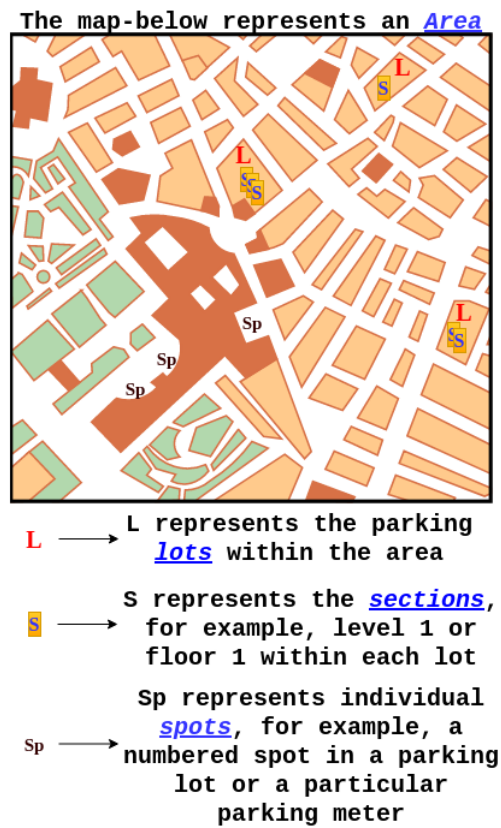 The map-below represents an Area
L
S
L
S
S
S
L
S
S
Sp
Sp
Sp
L
L represents the parking
lots within the area
S
S represents the sections,
for example, level 1 or
floor 1 within each lot
Sp represents individual
spots, for example, a
Sp
numbered spot in a parking
lot or a particular
parking meter